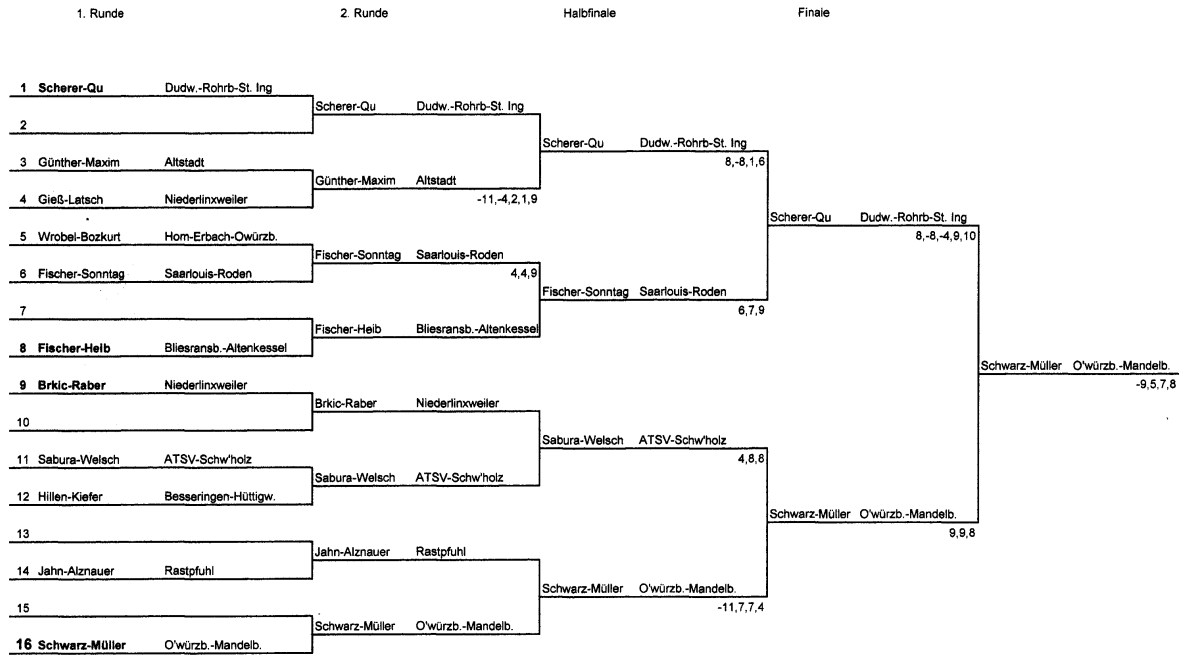 1. Runde 2. Runde Halbfinale Finale
1 Scherer-Qu Dudw.-Rohrb-St. Ing
Scherer-Qu Dudw.-Rohrb-St. Ing
2
Scherer-Qu Dudw.-Rohrb-St. Ing
8,-8,1,6
3 Günther-Maxim Altstadt
Günther-Maxim Altstadt
-11,-4,2,1,9
4 Gieß-Latsch Niederlinxweiler
Scherer-Qu Dudw.-Rohrb-St. Ing
8,-8,-4,9,10
5 Wrobel-Bozkurt Hom-Erbach-Owürzb.
Fischer-Sonntag Saarlouis-Roden
4,4,9
6 Fischer-Sonntag Saarlouis-Roden
Fischer-Sonntag Saarlouis-Roden
6,7,9
7
Fischer-Heib Bliesransb.-Altenkessel
8 Fischer-Heib Bliesransb.-Altenkessel
Schwarz-Müller O'würzb.-Mandelb.
-9,5,7,8
9 Brkic-Raber Niederlinxweiler
Brkic-Raber Niederlinxweiler
10
Sabura-Welsch ATSV-Schw'holz
4,8,8
11 Sabura-Welsch ATSV-Schw'holz
Sabura-Welsch ATSV-Schw'holz
12 Hillen-Kiefer Besseringen-Hüttigw.
Schwarz-Müller O'würzb.-Mandelb.
9,9,8
13
Jahn-Alznauer Rastpfuhl
14 Jahn-Alznauer Rastpfuhl
Schwarz-Müller O'würzb.-Mandelb.
-11,7,7,4
15
Schwarz-Müller O'würzb.-Mandelb.
16 Schwarz-Müller O'würzb.-Mandelb.